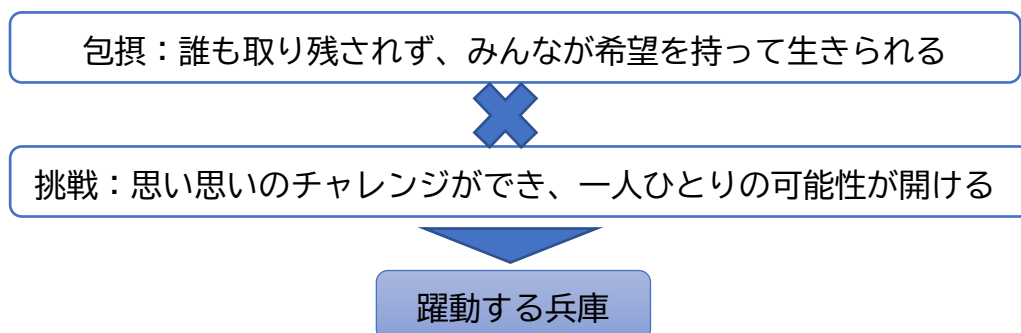 包摂：誰も取り残されず、みんなが希望を持って生きられる
挑戦：思い思いのチャレンジができ、一人ひとりの可能性が開ける
躍動する兵庫